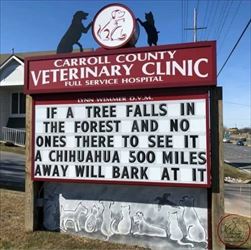 CARROLL COUNTY
VETERINARY CLINIC
FULL SERVICE HOSPITAL
LYNN WIMMER D.V.M.
IF A TREE FALLS IN
THE FOREST AND NO
ONES THERE TO SEE IT
A CHIHUAHUA 500 MILES
AWAY WILL BARK AT IT